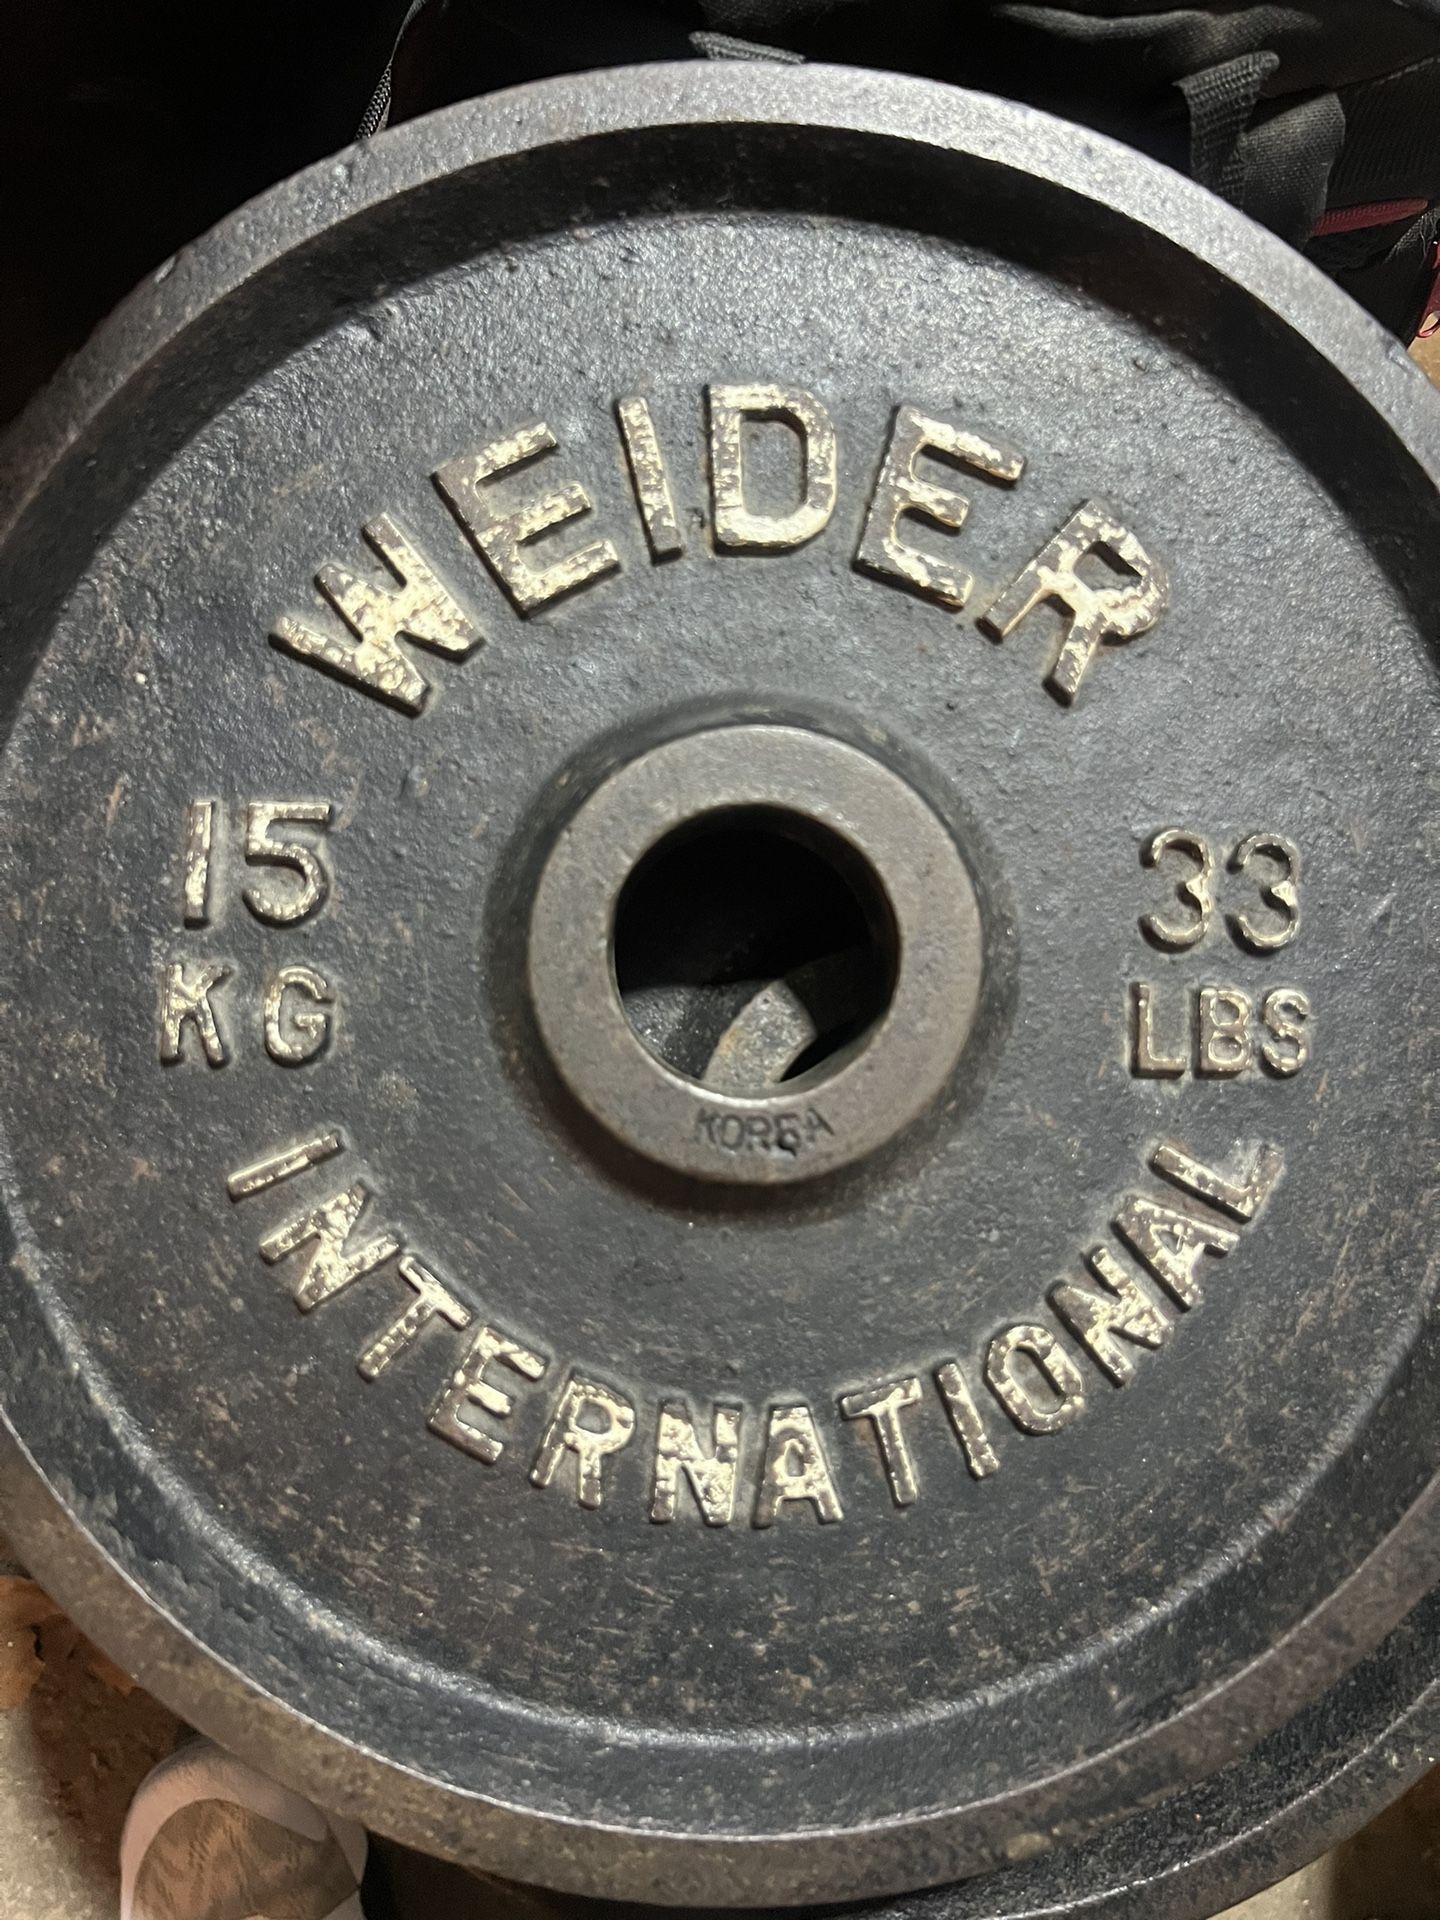 WEIDER
15
KG
33
LBS
KOREA
INTERNATIONAL